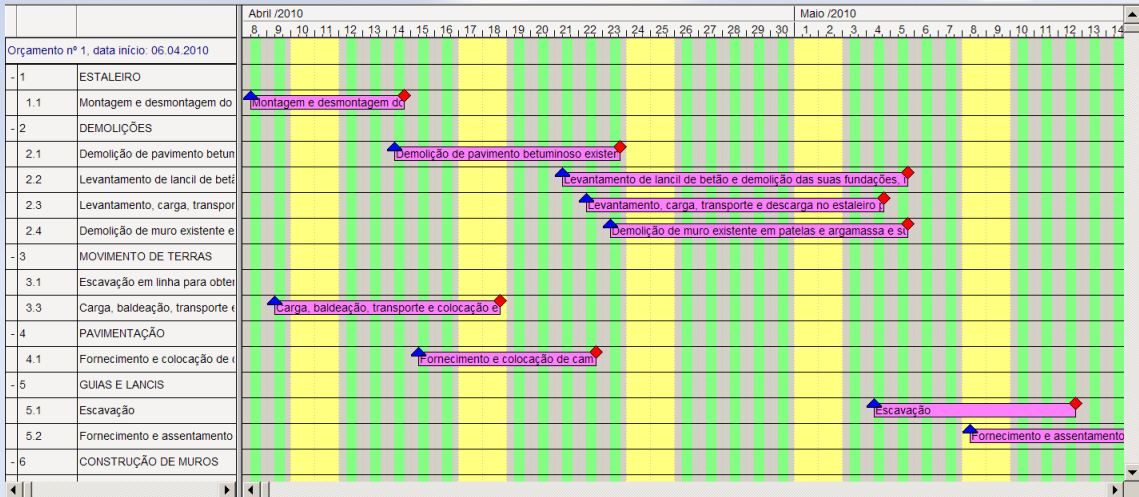 Abril /2010 Maio /2010
8 9 10 11 12 13 14 15 16 17 18 19 20 21 22 23 24 25 26 27 28 29 30 1 2 3 4 5 6 7 8 9 10 11 12 13 14
Orçamento nº 1, data início: 06.04.2010
- 1 ESTALEIRO
1.1 Montagem e desmontagem do Montagem e desmontagem do
- 2 DEMOLIÇÕES
2.1 Demolição de pavimento betum Demolição de pavimento betuminoso existen
2.2 Levantamento de lancil de betã Levantamento de lancil de betão e demolição das suas fundações,
2.3 Levantamento, carga, transpor Levantamento, carga, transporte e descarga no estaleiro
2.4 Demolição de muro existente e Demolição de muro existente em patelas e argamassa e su
- 3 MOVIMENTO DE TERRAS
3.1 Escavação em linha para obter
3.3 Carga, baldeação, transporte e Carga, baldeação, transporte e colocação e
- 4 PAVIMENTAÇÃO
4.1 Fornecimento e colocação de Fornecimento e colocação de cam
- 5 GUIAS E LANCIS
5.1 Escavação Escavação
5.2 Fornecimento e assentamento Fornecimento e assentamento
- 6 CONSTRUÇÃO DE MUROS